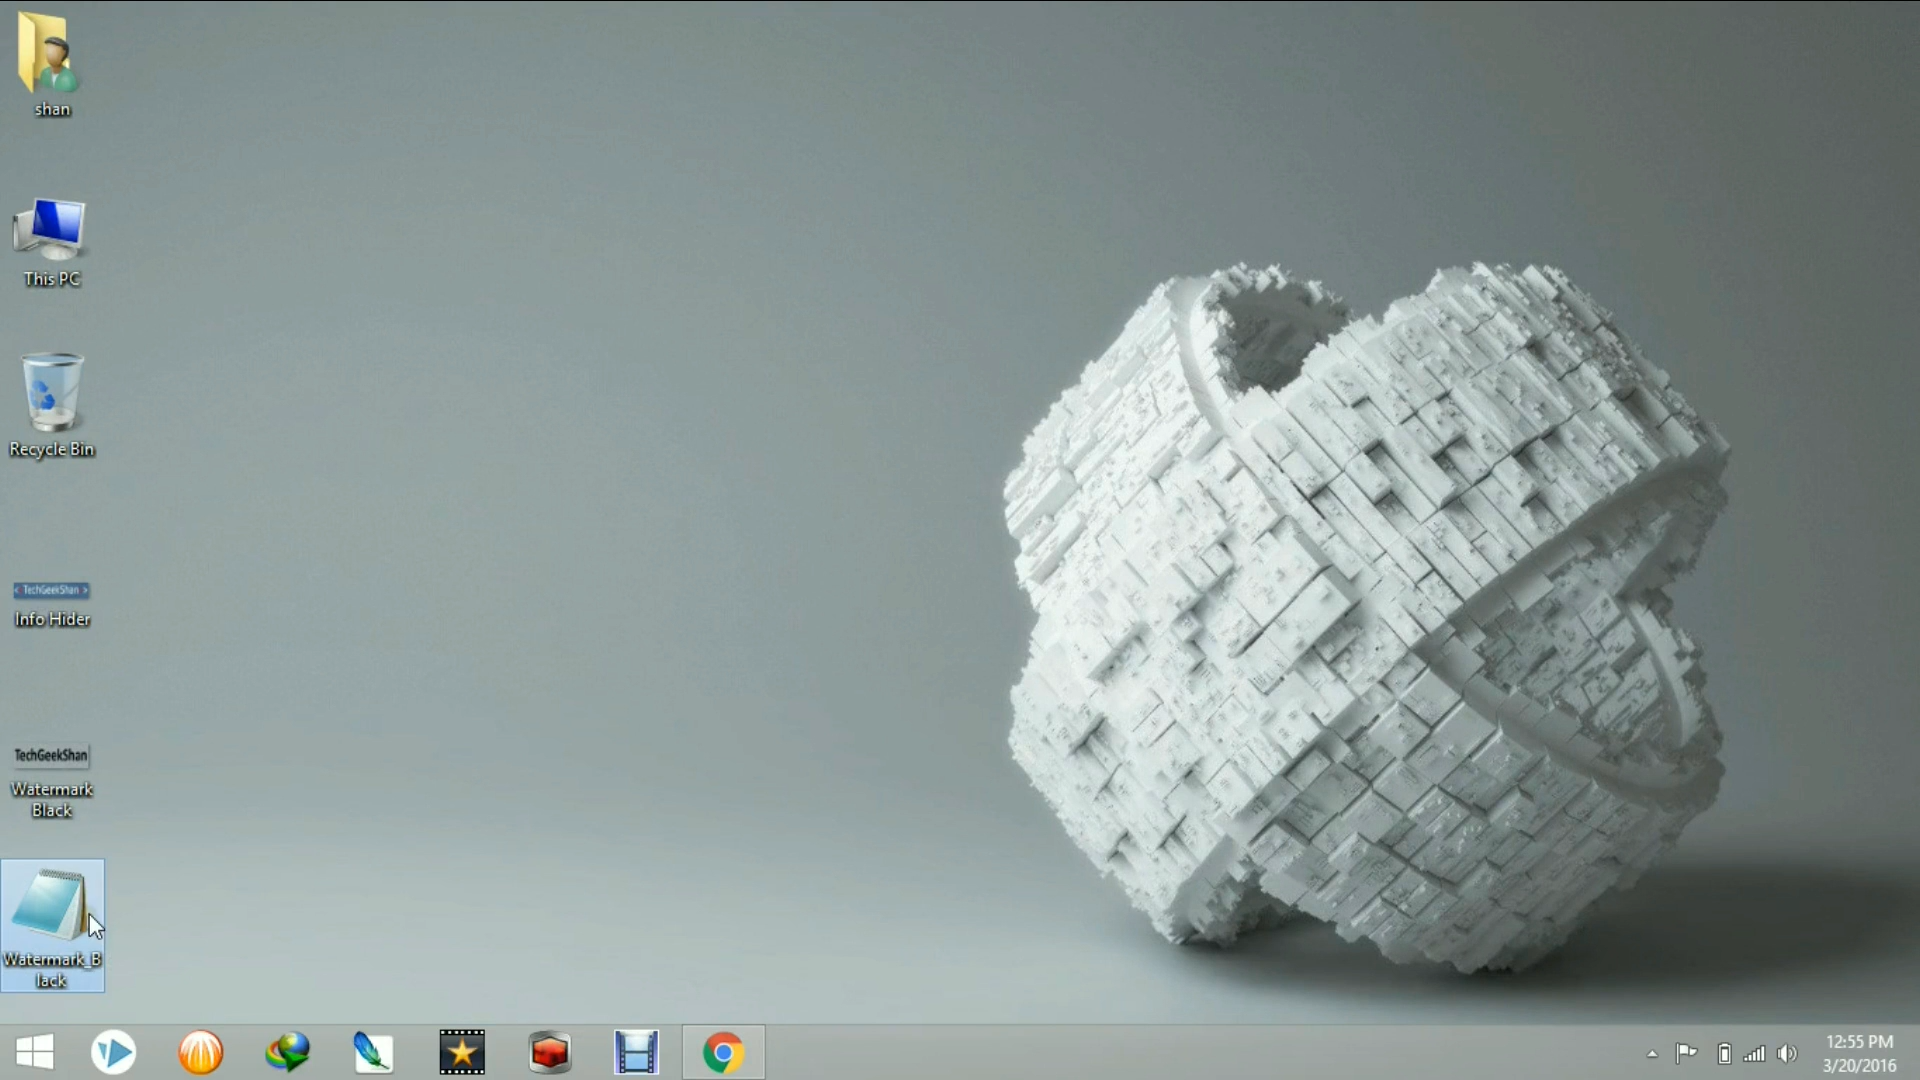 shan
This PC
Recycle Bin
< TechGeekShan >
Info Hider
TechGeekShan
Watermark
Black
Watermark_B
lack
12:55 PM
3/20/2016